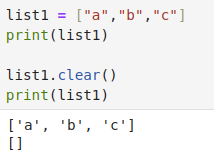 list1 = ["a","b","c"]
print(list1)
list1.clear()
print(list1)
['a', 'b', 'c']
[]